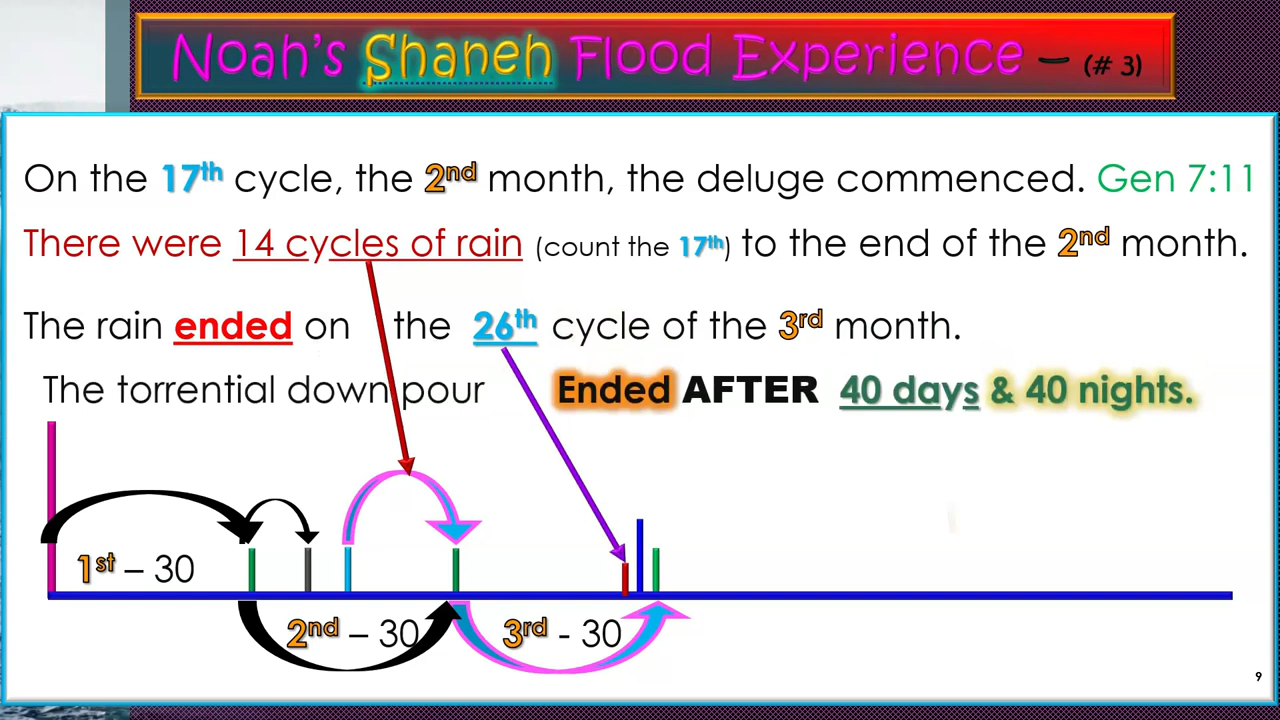 Noah's Shaneh Flood Experience – (# 3)
On the 17th cycle, the 2nd month, the deluge commenced. Gen 7:11
There were 14 cycles of rain (count the 17th) to the end of the 2nd month.
The rain ended on the 26th cycle of the 3rd month.
The torrential down pour Ended AFTER 40 days & 40 nights.
1st – 30
2nd – 30
3rd - 30
9